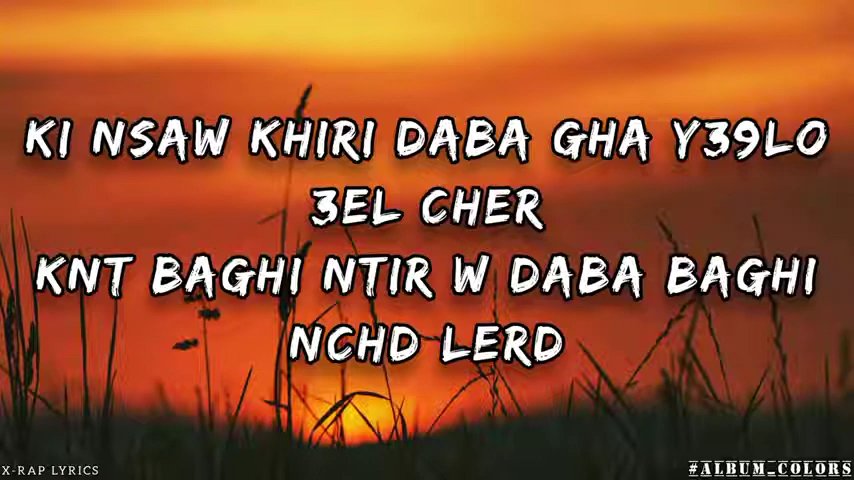 KI NSAW KHIRI DABA GHA Y39LO
3EL CHER
KNT BAGHI NTIR W DABA BAGHI
NCHD LERD
X-RAP LYRICS
#ALBUM_COLORS